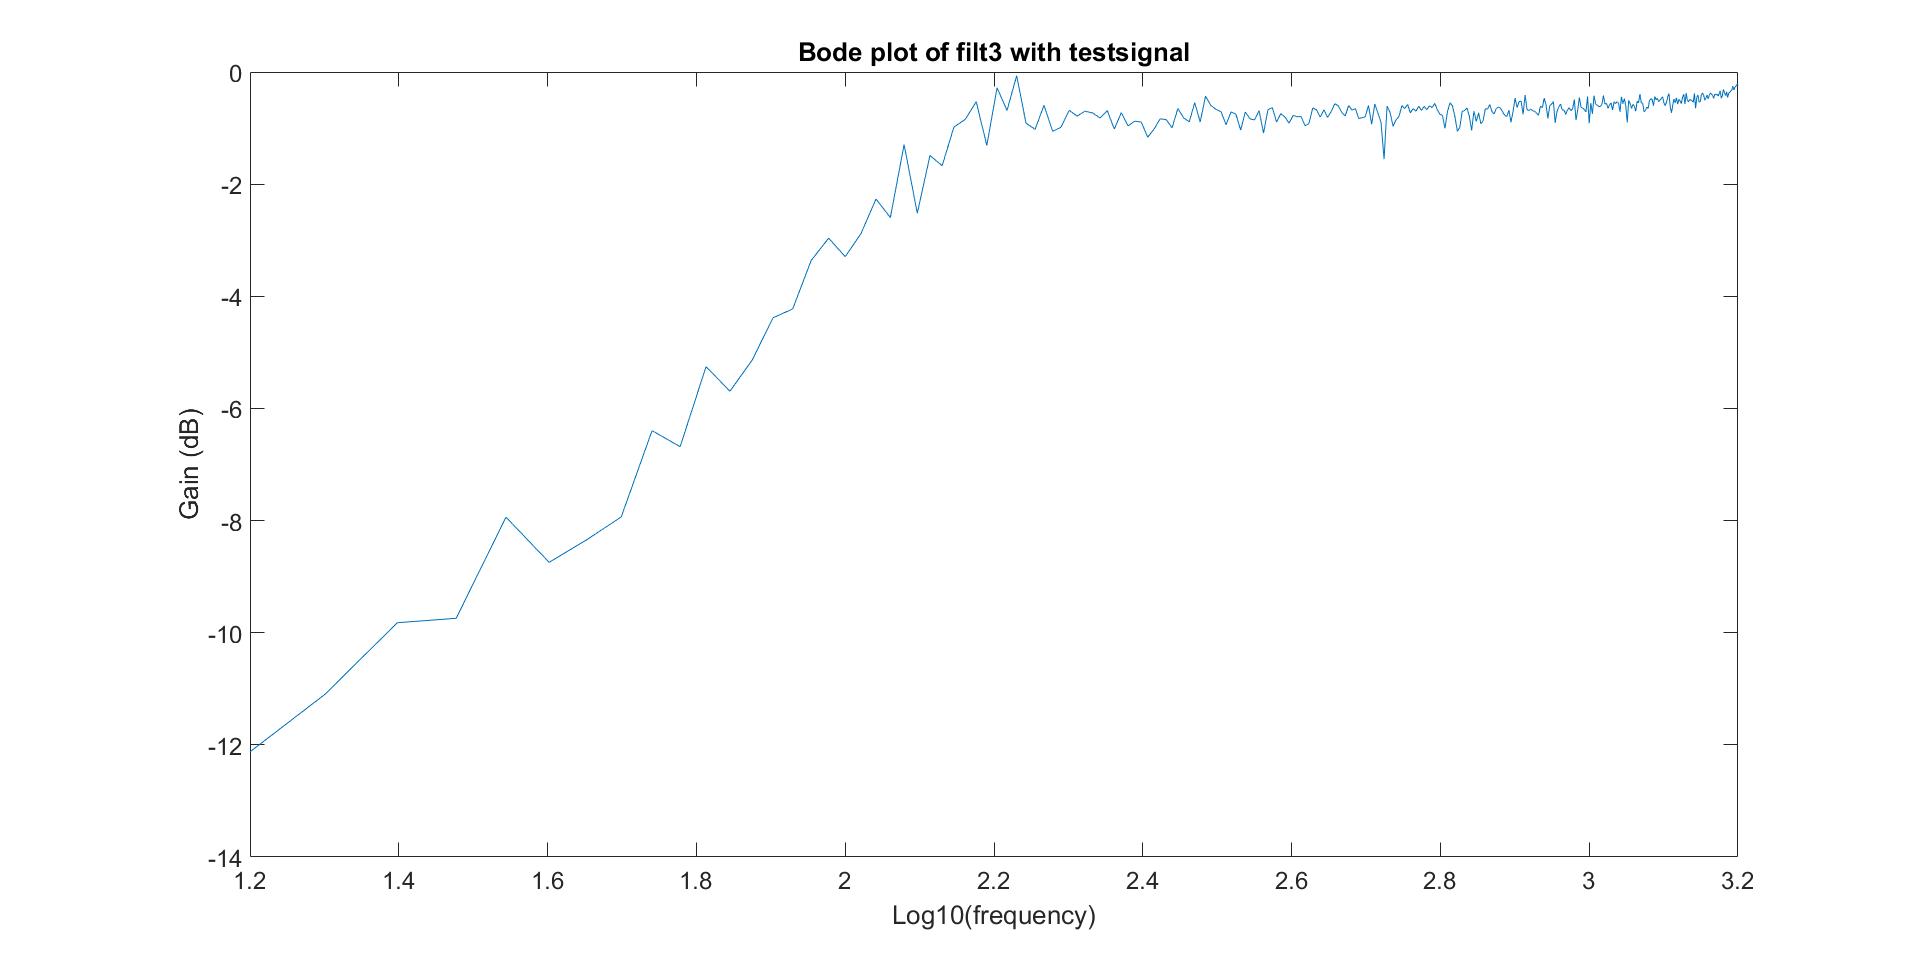 Bode plot of filt3 with testsignal
0
-2
-4
-6
-8
-10
-12
-14
Gain (dB)
1.2 1.4 1.6 1.8 2 2.2 2.4 2.6 2.8 3 3.2
Log10(frequency)